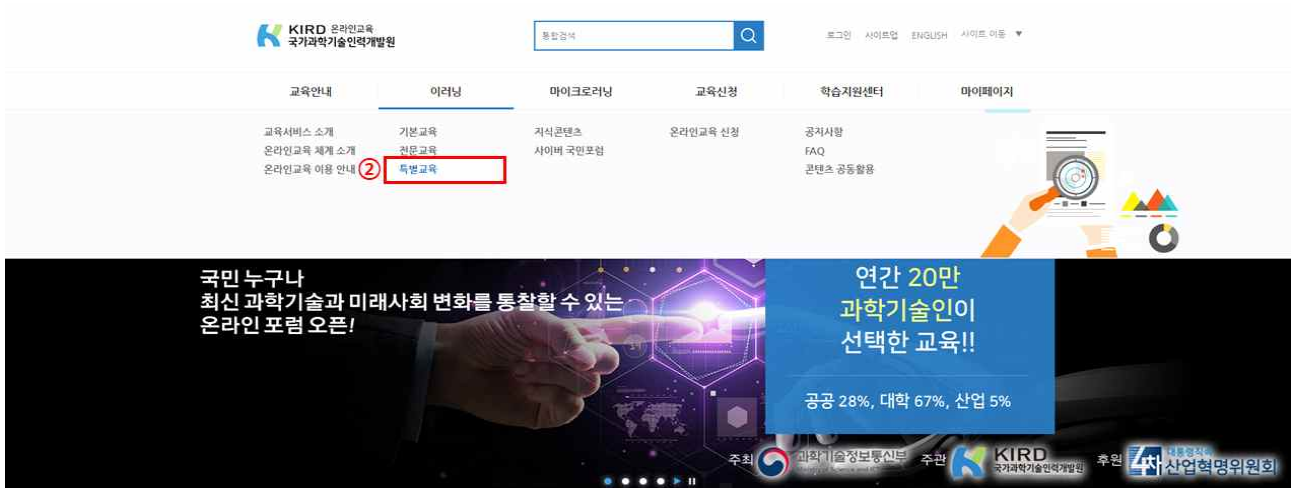 KIRD 온라인교육
국가과학기술인력개발원
통합검색
로그인 사이트맵 ENGLISH 사이트 이동 ▼
교육안내 이러닝 마이크로러닝 교육신청 학습지원센터 마이페이지
교육서비스 소개 기본교육 지식콘텐츠 온라인교육 신청 공지사항
온라인교육 체계 소개 전문교육 사이버 국민포럼 FAQ
온라인교육 이용 안내 ② 특별교육 콘텐츠 공동활용
국민 누구나
최신 과학기술과 미래사회 변화를 통찰할 수 있는
온라인 포럼 오픈!
연간 20만
과학기술인이
선택한 교육!!
공공 28%, 대학 67%, 산업 5%
주최 과학기술정보통신부 주관 KIRD 국가과학기술인력개발원 후원 대통령직속 4차 산업혁명위원회